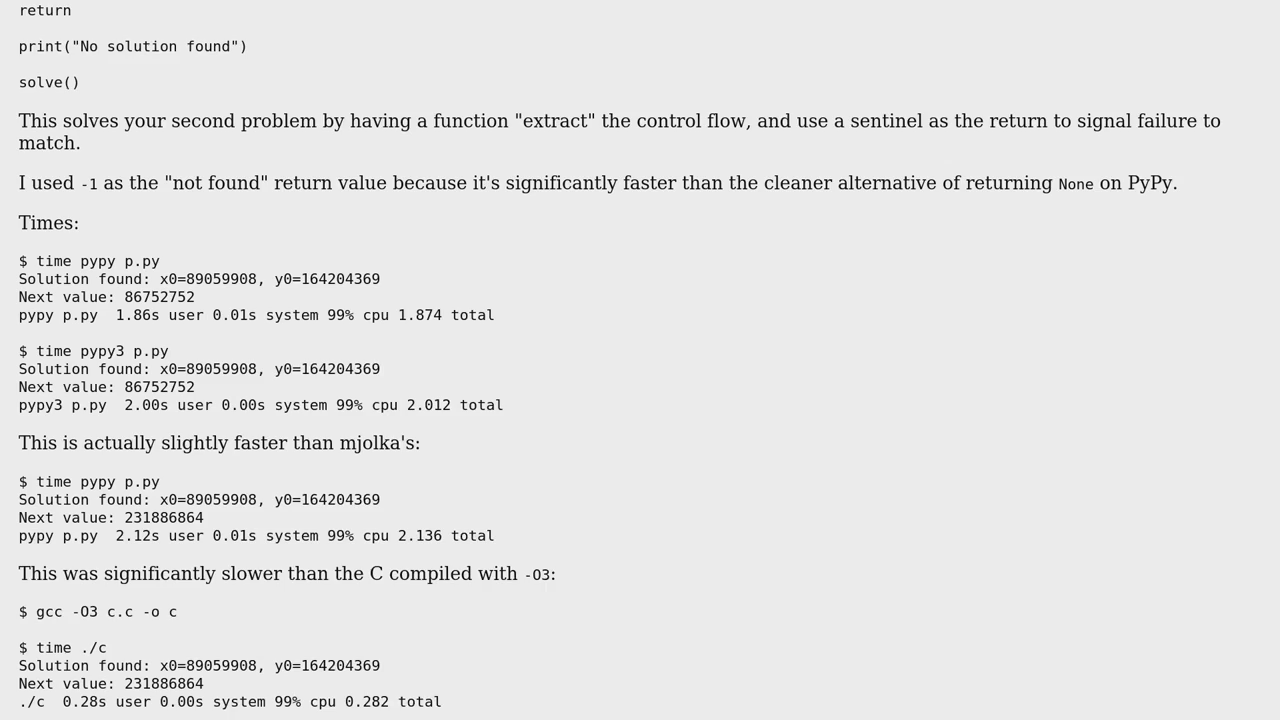 return
print("No solution found")
solve()
This solves your second problem by having a function "extract" the control flow, and use a sentinel as the return to signal failure to
match.
I used -1 as the "not found" return value because it's significantly faster than the cleaner alternative of returning None on PyPy.
Times:
$ time pypy p.py
Solution found: x0=89059908, y0=164204369
Next value: 86752752
pypy p.py  1.86s user 0.01s system 99% cpu 1.874 total
$ time pypy3 p.py
Solution found: x0=89059908, y0=164204369
Next value: 86752752
pypy3 p.py  2.00s user 0.00s system 99% cpu 2.012 total
This is actually slightly faster than mjolka's:
$ time pypy p.py
Solution found: x0=89059908, y0=164204369
Next value: 231886864
pypy p.py  2.12s user 0.01s system 99% cpu 2.136 total
This was significantly slower than the C compiled with -O3:
$ gcc -O3 c.c -o c
$ time ./c
Solution found: x0=89059908, y0=164204369
Next value: 231886864
./c  0.28s user 0.00s system 99% cpu 0.282 total